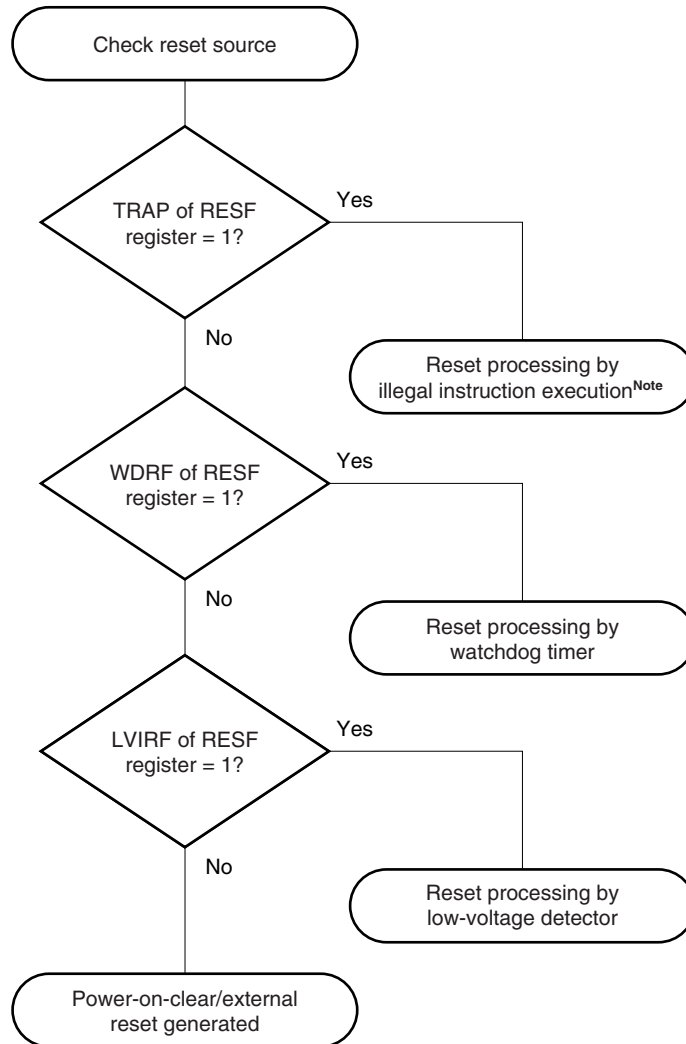 Check reset source
TRAP of RESF
register = 1?
Yes
No
Reset processing by
illegal instruction executionNote
WDRF of RESF
register = 1?
Yes
No
Reset processing by
watchdog timer
LVIRF of RESF
register = 1?
Yes
No
Reset processing by
low-voltage detector
Power-on-clear/external
reset generated